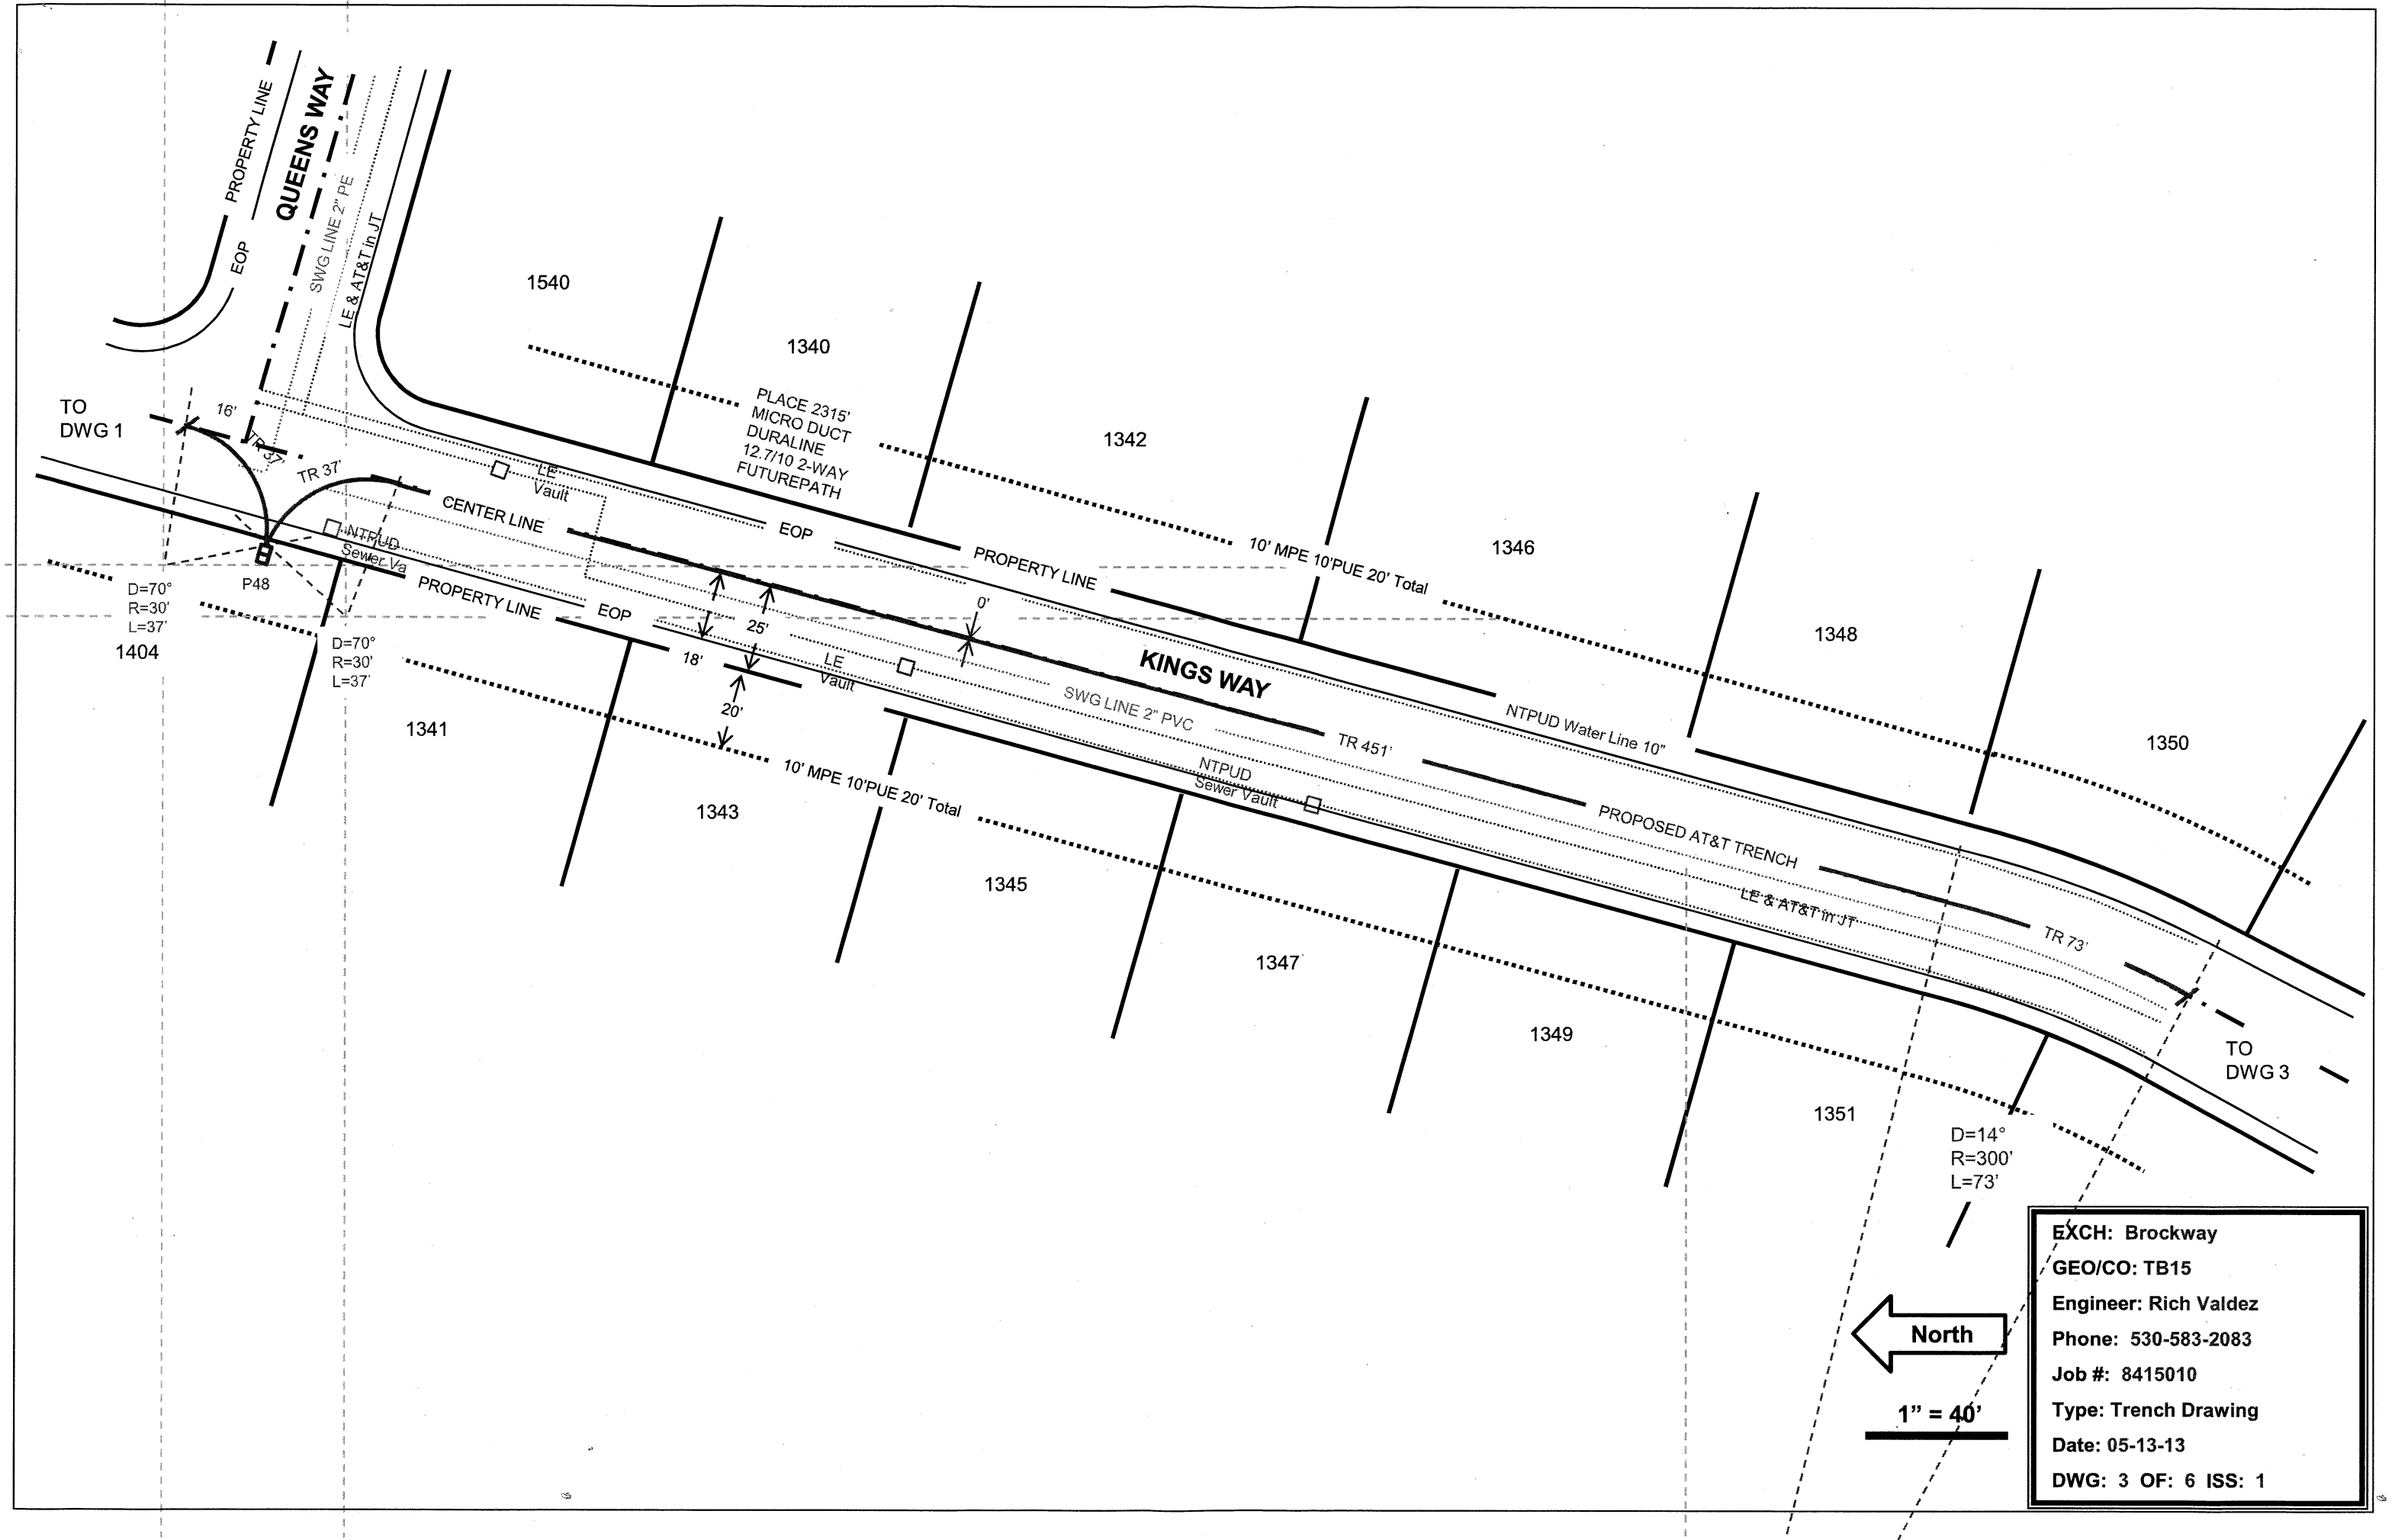 PROPERTY LINE
QUEENS WAY
EOP
SWG LINE 2" PE
LE & AT&T in JT
TO
DWG 1
16'
TR 37'
TR 37'
1540
1340
1342
1346
1348
1350
PLACE 2315'
MICRO DUCT
DURALINE
12.7/10 2-WAY
FUTUREPATH
LE
Vault
CENTER LINE
EOP
PROPERTY LINE
10' MPE 10'PUE 20' Total
NTPUD
Sewer Va
P48
D=70°
R=30'
L=37'
1404
D=70°
R=30'
L=37'
PROPERTY LINE
EOP
25'
18'
20'
0'
LE
Vault
KINGS WAY
SWG LINE 2" PVC
TR 451'
NTPUD Water Line 10"
NTPUD
Sewer Vault
PROPOSED AT&T TRENCH
LE & AT&T in JT
TR 73'
10' MPE 10'PUE 20' Total
1341
1343
1345
1347
1349
1351
TO
DWG 3
D=14°
R=300'
L=73'
North
1” = 40’
EXCH: Brockway
GEO/CO: TB15
Engineer: Rich Valdez
Phone: 530-583-2083
Job #: 8415010
Type: Trench Drawing
Date: 05-13-13
DWG: 3 OF: 6 ISS: 1